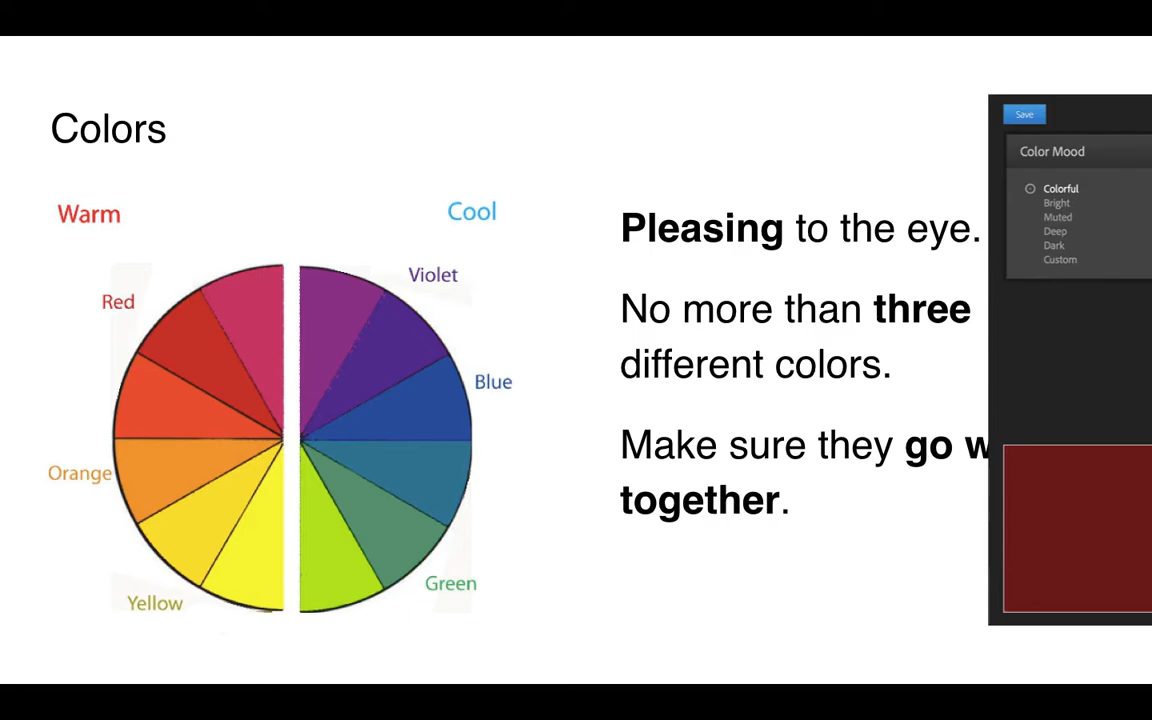 Colors
Warm
Cool
Violet
Red
Blue
Orange
Green
Yellow
Pleasing to the eye.
No more than three
different colors.
Make sure they go w
together.
Save
Color Mood
Colorful
Bright
Muted
Deep
Dark
Custom